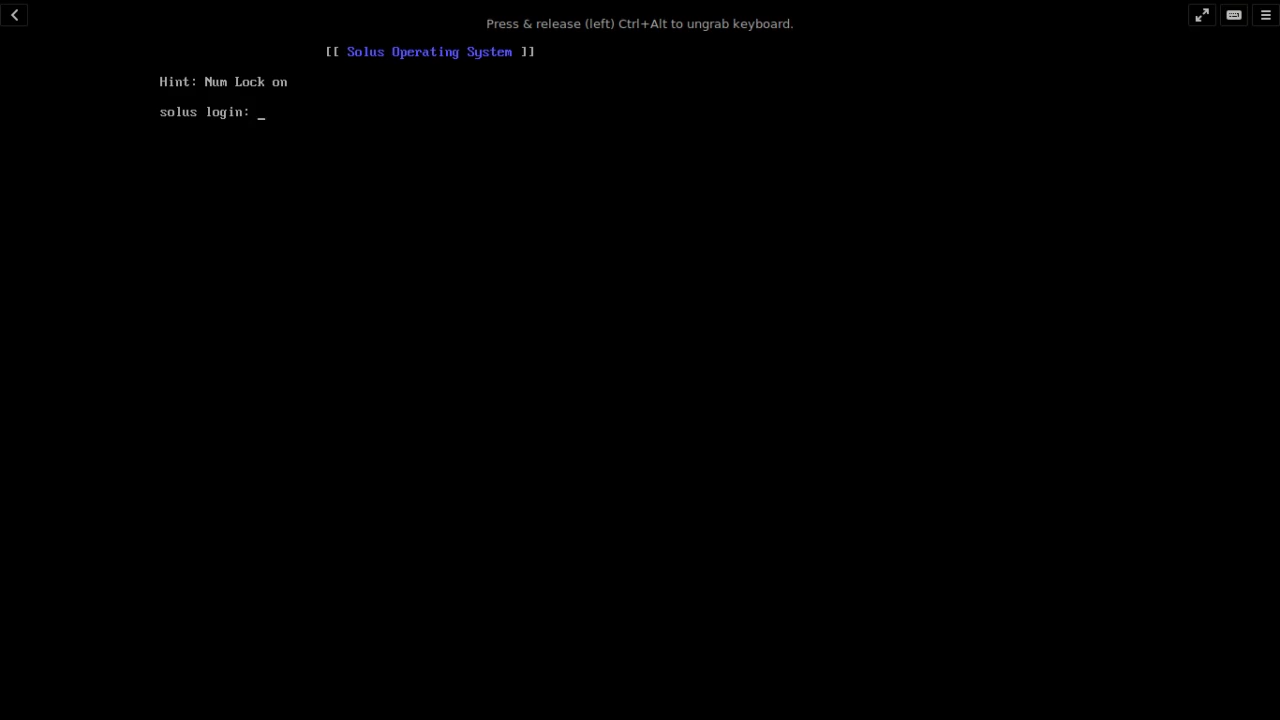 Press & release (left) Ctrl+Alt to ungrab keyboard.
[[ Solus Operating System ]]
Hint: Num Lock on
solus login: _